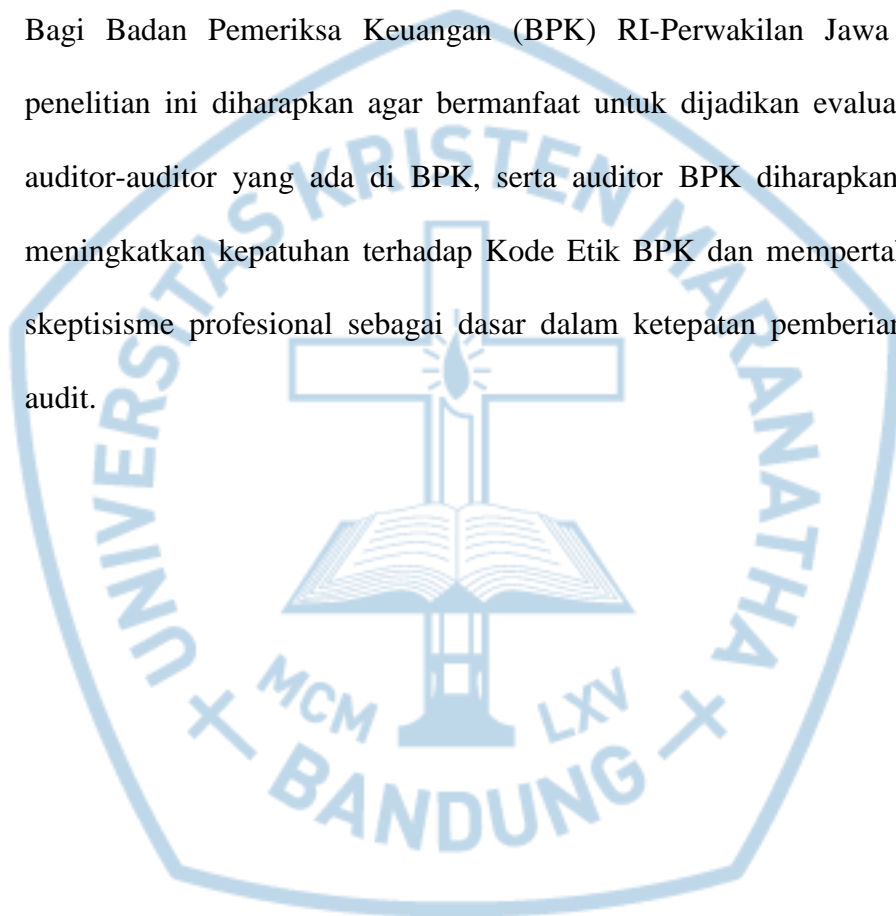 Bagi Badan Pemeriksa Keuangan (BPK) RI-Perwakilan Jawa
penelitian ini diharapkan agar bermanfaat untuk dijadikan evalua
auditor-auditor yang ada di BPK, serta auditor BPK diharapkan
meningkatkan kepatuhan terhadap Kode Etik BPK dan memperta
skeptisisme profesional sebagai dasar dalam ketepatan pemberian
audit.
UNIVERSITAS KRISTEN MARANATHA
MCM LXV
BANDUNG